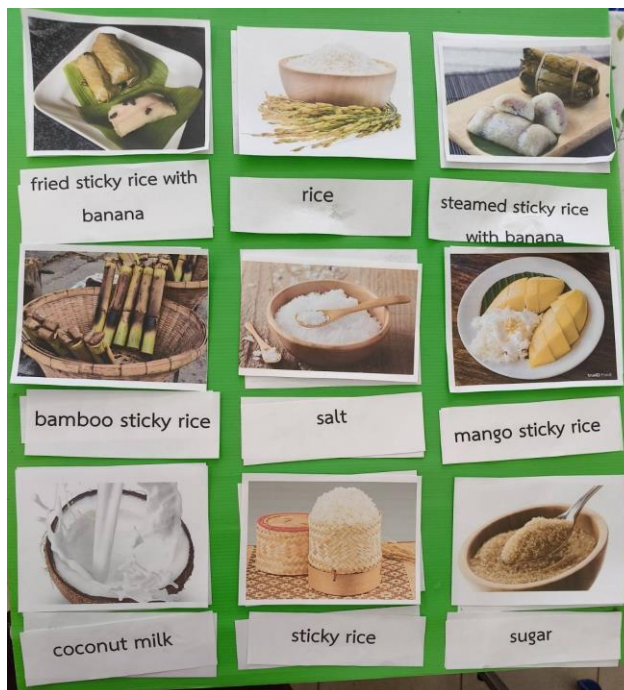 fried sticky rice with
banana
rice
steamed sticky rice
with banana
bamboo sticky rice
salt
mango sticky rice
coconut milk
sticky rice
sugar